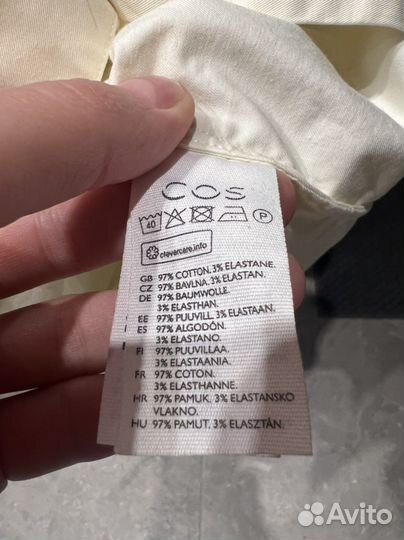 COS
40 P
clevercare.info
GB 97% COTTON, 3% ELASTANE.
CZ 97% BAVLNA, 3% ELASTAN.
DE 97% BAUMWOLLE.
3% ELASTHAN.
EE 97% PUUVILL, 3% ELASTAAN.
ES 97% ALGODÓN.
3% ELASTANO.
FI 97% PUUVILLAA.
3% ELASTAANIA.
FR 97% COTON.
3% ELASTHANNE.
HR 97% PAMUK, 3% ELASTANSKO
VLAKNO.
HU 97% PAMUT, 3% ELASZTÁN.
Avito